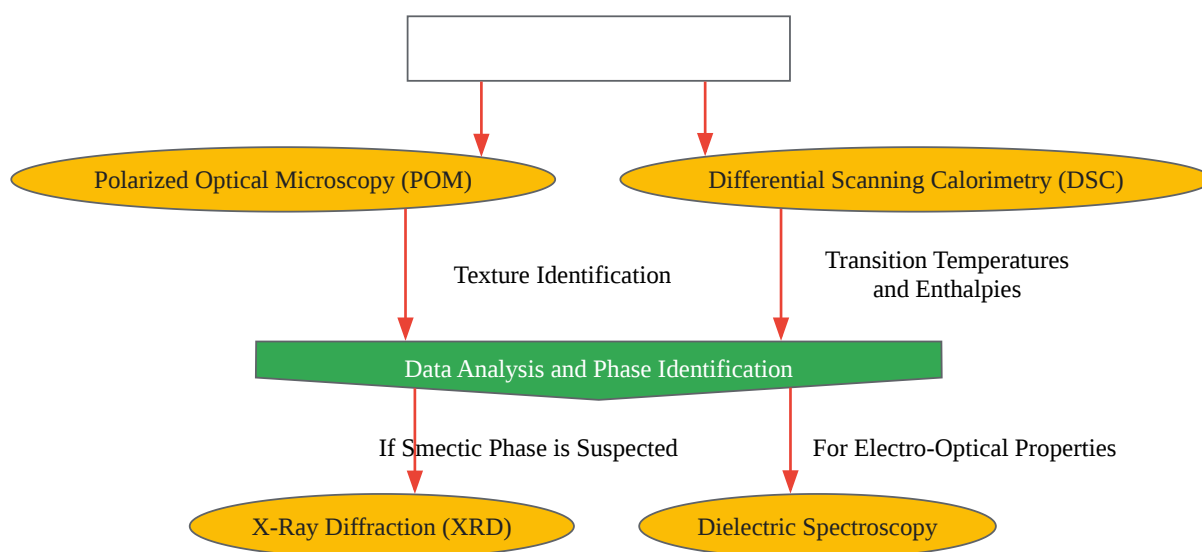 Polarized Optical Microscopy (POM)
Differential Scanning Calorimetry (DSC)
Texture Identification
Transition Temperatures
and Enthalpies
Data Analysis and Phase Identification
If Smectic Phase is Suspected
For Electro-Optical Properties
X-Ray Diffraction (XRD)
Dielectric Spectroscopy